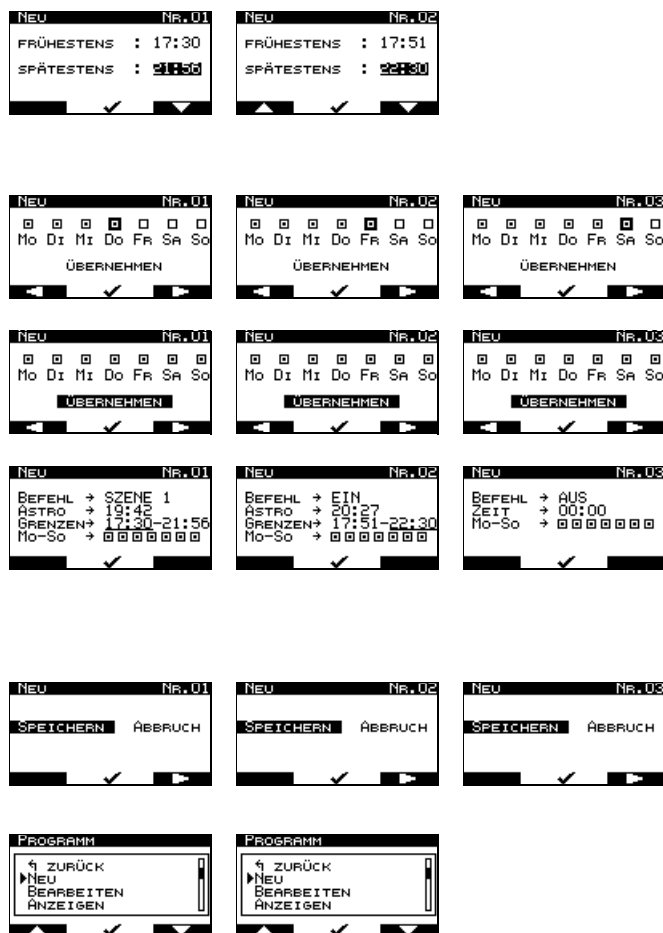 NEU NR.01
FRÜHESTENS : 17:30
SPÄTESTENS : 21:56
NEU NR.02
FRÜHESTENS : 17:51
SPÄTESTENS : 22:30
NEU NR.01
MO DI MI DO FR SA SO
ÜBERNEHMEN
NEU NR.02
MO DI MI DO FR SA SO
ÜBERNEHMEN
NEU NR.03
MO DI MI DO FR SA SO
ÜBERNEHMEN
NEU NR.01
MO DI MI DO FR SA SO
ÜBERNEHMEN
NEU NR.02
MO DI MI DO FR SA SO
ÜBERNEHMEN
NEU NR.03
MO DI MI DO FR SA SO
ÜBERNEHMEN
NEU NR.01
BEFEHL → SZENE 1
ASTRO → 19:42
GRENZEN→ 17:30-21:56
MO-SO →
NEU NR.02
BEFEHL → EIN
ASTRO → 20:27
GRENZEN→ 17:51-22:30
MO-SO →
NEU NR.03
BEFEHL → AUS
ZEIT → 00:00
MO-SO →
NEU NR.01
SPEICHERN ABBRUCH
NEU NR.02
SPEICHERN ABBRUCH
NEU NR.03
SPEICHERN ABBRUCH
PROGRAMM
ZURÜCK
NEU
BEARBEITEN
ANZEIGEN
PROGRAMM
ZURÜCK
NEU
BEARBEITEN
ANZEIGEN